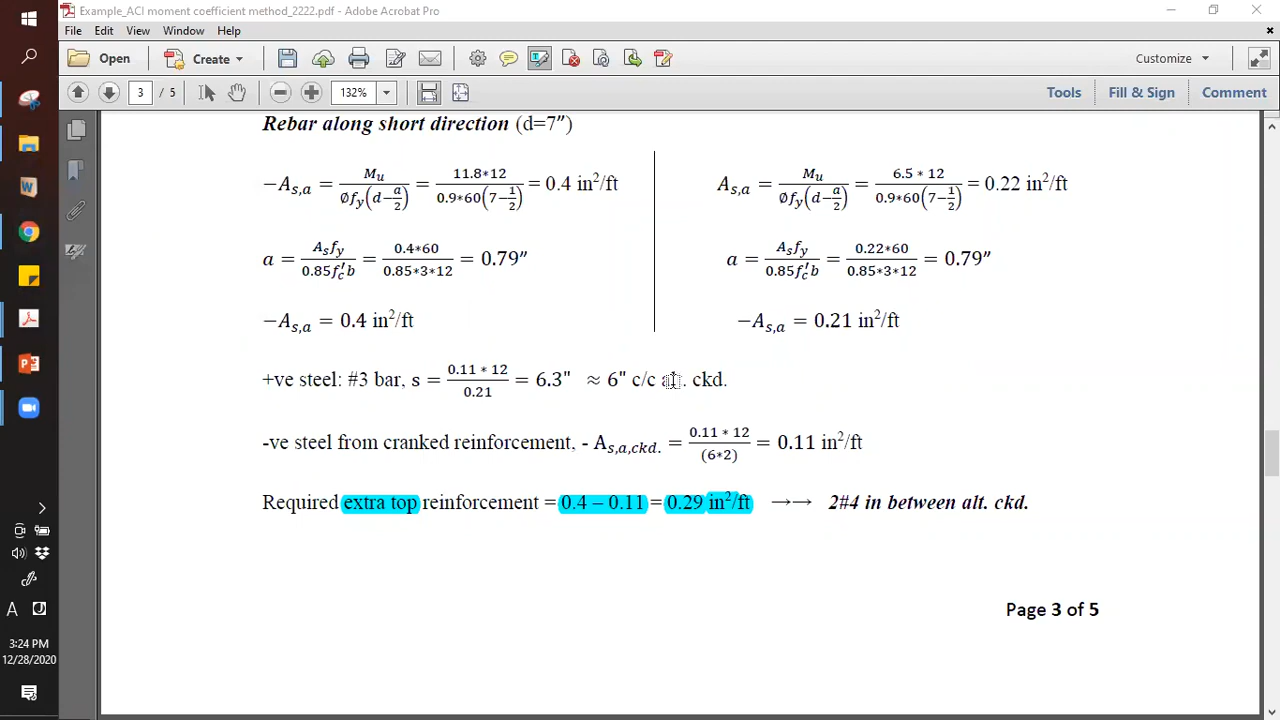 Example_ACI moment coefficient method_2222.pdf - Adobe Acrobat Pro
File Edit View Window Help
Open Create Customize
3 / 5 132% Tools Fill & Sign Comment
Rebar along short direction (d=7")
−A_{s,a} = M_u / (∅f_y(d−a/2)) = 11.8*12 / (0.9*60(7−1/2)) = 0.4 in²/ft
a = A_s f_y / (0.85f_c′b) = 0.4*60 / (0.85*3*12) = 0.79"
−A_{s,a} = 0.4 in²/ft
A_{s,a} = M_u / (∅f_y(d−a/2)) = 6.5 * 12 / (0.9*60(7−1/2)) = 0.22 in²/ft
a = A_s f_y / (0.85f_c′b) = 0.22*60 / (0.85*3*12) = 0.79"
−A_{s,a} = 0.21 in²/ft
+ve steel: #3 bar, s = 0.11 * 12 / 0.21 = 6.3" ≈ 6" c/c ckd.
-ve steel from cranked reinforcement, - A_{s,a,ckd.} = 0.11 * 12 / (6*2) = 0.11 in²/ft
Required extra top reinforcement = 0.4 – 0.11 = 0.29 in²/ft →→ 2#4 in between alt. ckd.
Page 3 of 5
A
3:24 PM
12/28/2020